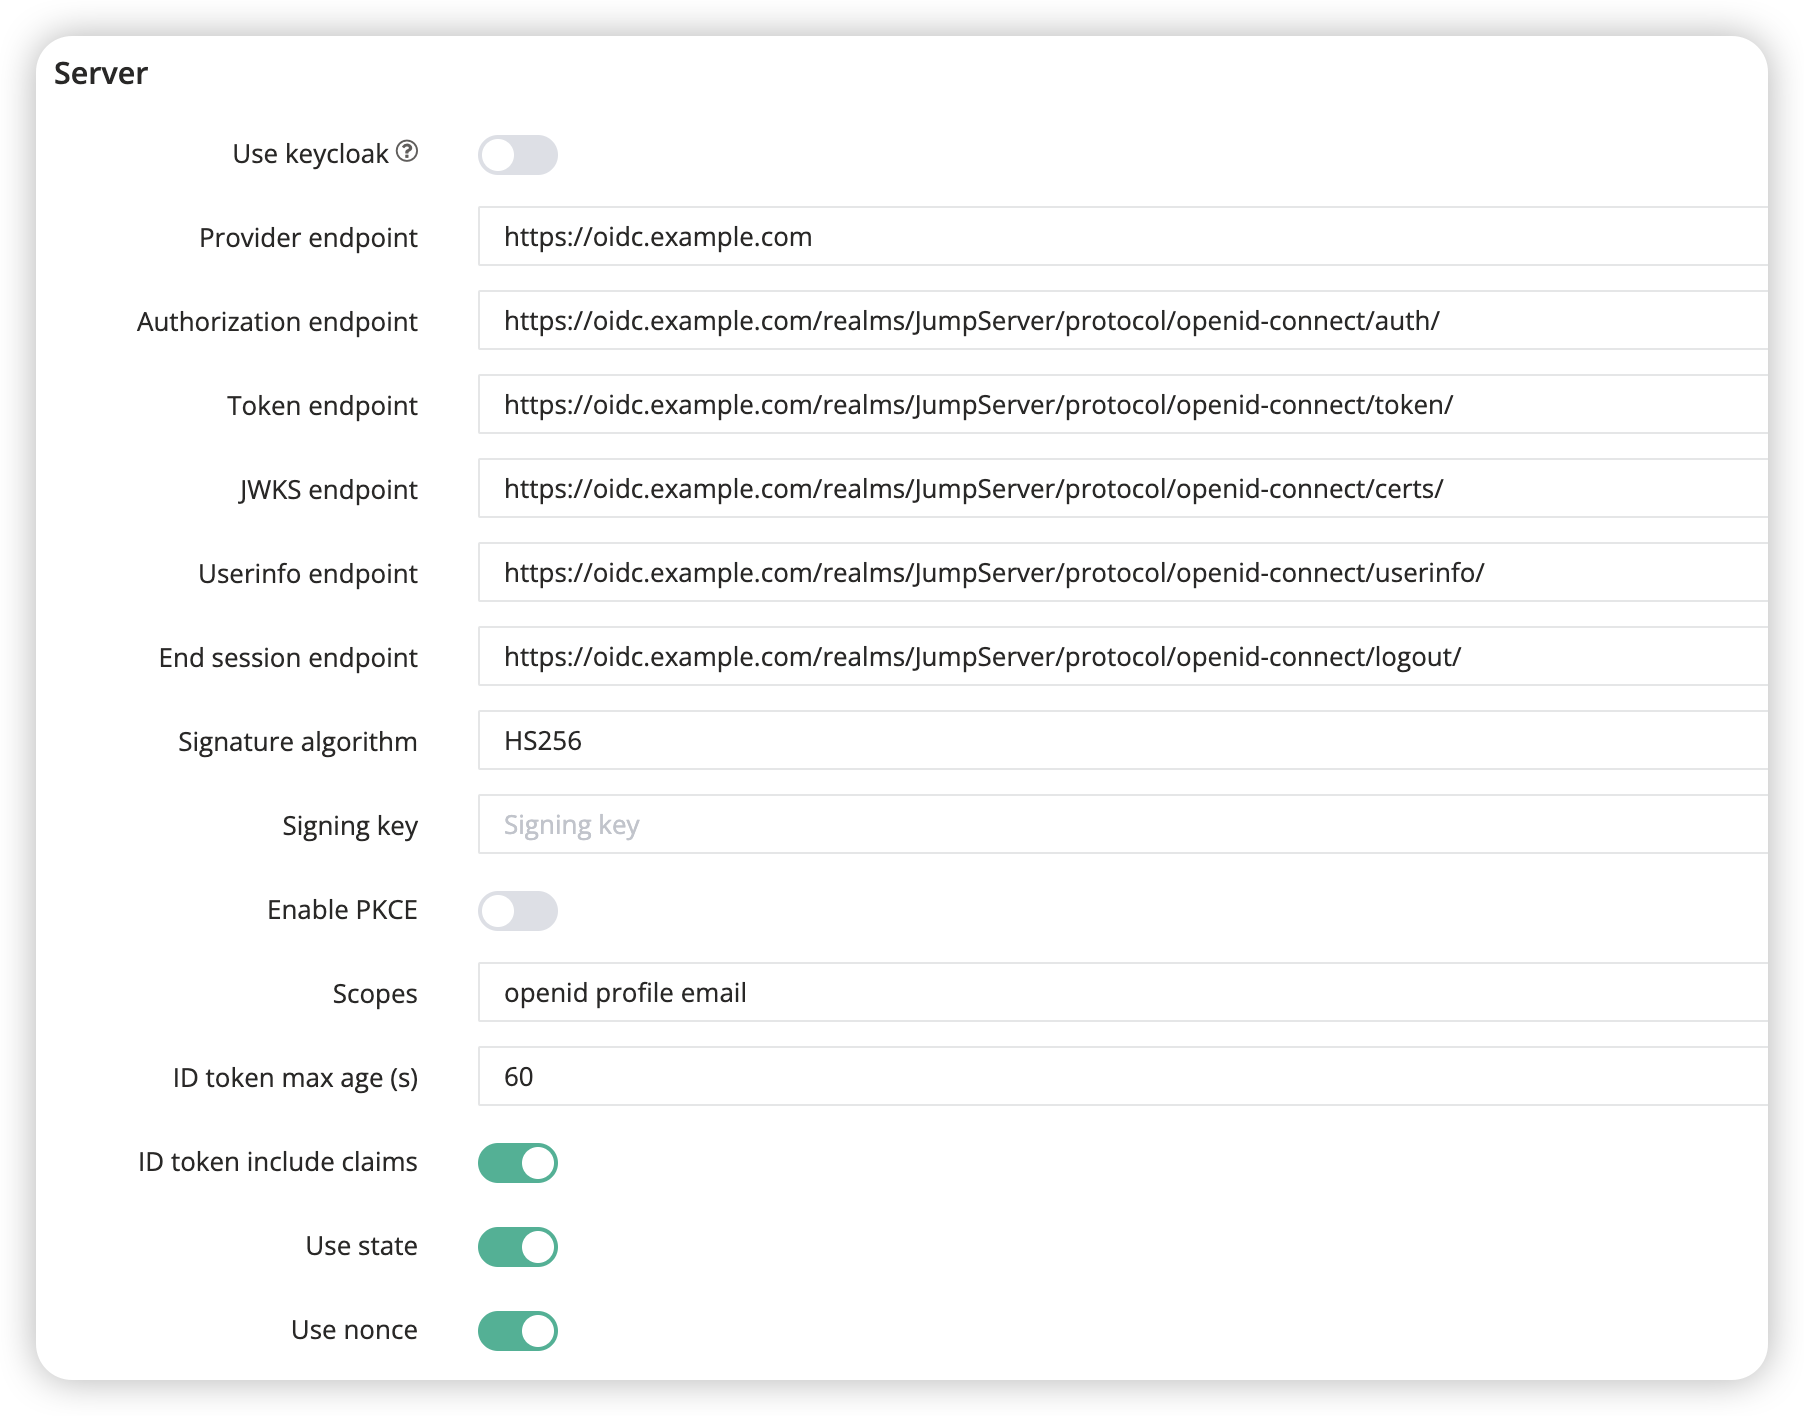 Server
Use keycloak ?
Provider endpoint https://oidc.example.com
Authorization endpoint https://oidc.example.com/realms/JumpServer/protocol/openid-connect/auth/
Token endpoint https://oidc.example.com/realms/JumpServer/protocol/openid-connect/token/
JWKS endpoint https://oidc.example.com/realms/JumpServer/protocol/openid-connect/certs/
Userinfo endpoint https://oidc.example.com/realms/JumpServer/protocol/openid-connect/userinfo/
End session endpoint https://oidc.example.com/realms/JumpServer/protocol/openid-connect/logout/
Signature algorithm HS256
Signing key Signing key
Enable PKCE
Scopes openid profile email
ID token max age (s) 60
ID token include claims
Use state
Use nonce